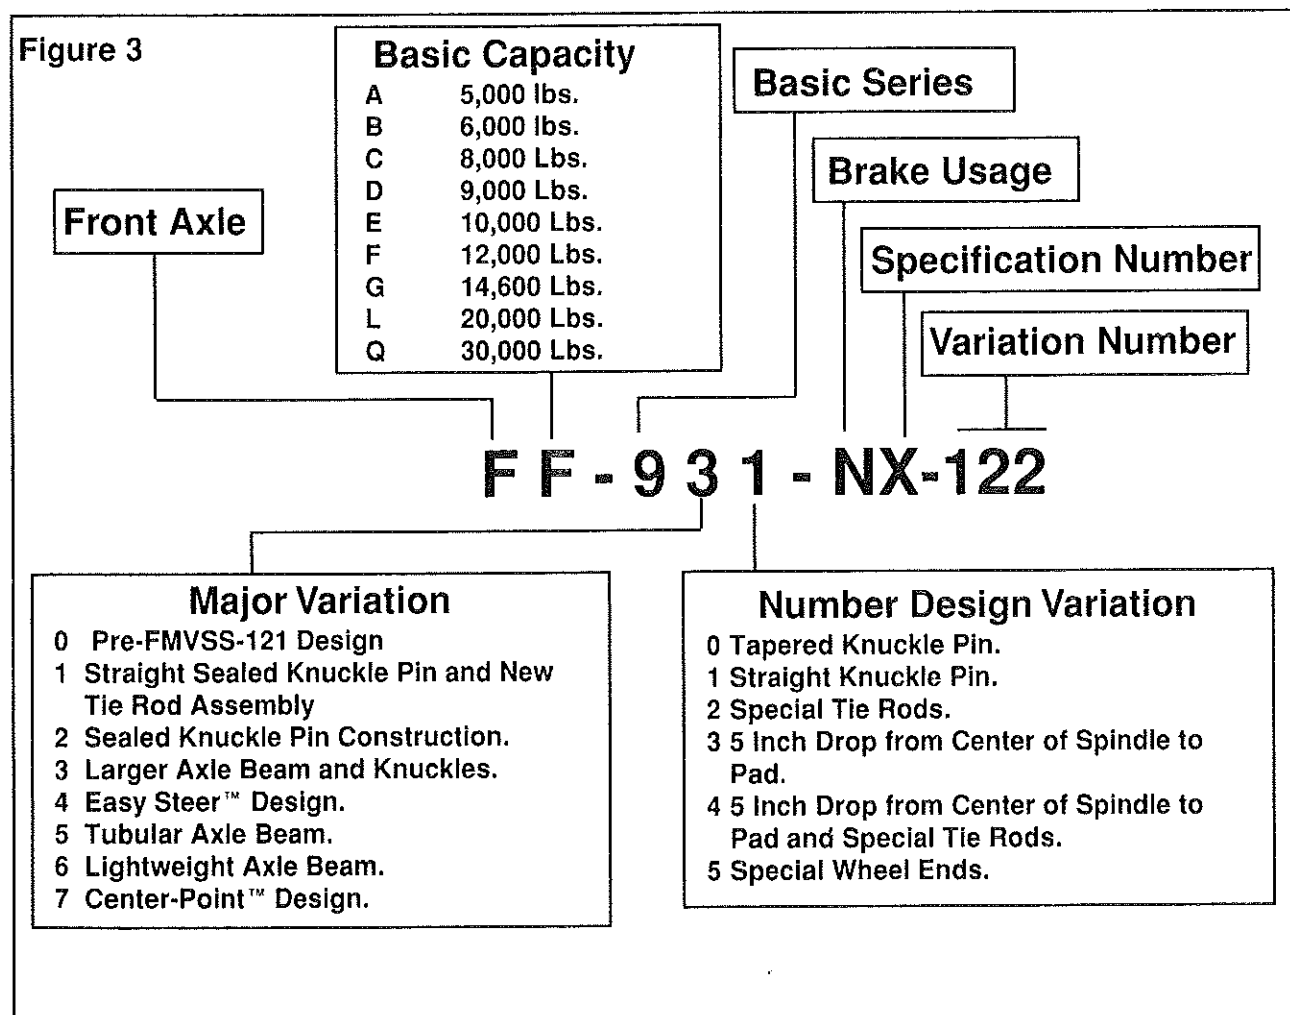 Figure 3
Basic Capacity
A 5,000 lbs.
B 6,000 lbs.
C 8,000 Lbs.
D 9,000 Lbs.
E 10,000 Lbs.
F 12,000 Lbs.
G 14,600 Lbs.
L 20,000 Lbs.
Q 30,000 Lbs.
Basic Series
Brake Usage
Front Axle
Specification Number
Variation Number
F F - 9 3 1 - NX-122
Major Variation
0 Pre-FMVSS-121 Design
1 Straight Sealed Knuckle Pin and New
Tie Rod Assembly
2 Sealed Knuckle Pin Construction.
3 Larger Axle Beam and Knuckles.
4 Easy Steer™ Design.
5 Tubular Axle Beam.
6 Lightweight Axle Beam.
7 Center-Point™ Design.
Number Design Variation
0 Tapered Knuckle Pin.
1 Straight Knuckle Pin.
2 Special Tie Rods.
3 5 Inch Drop from Center of Spindle to
Pad.
4 5 Inch Drop from Center of Spindle to
Pad and Special Tie Rods.
5 Special Wheel Ends.